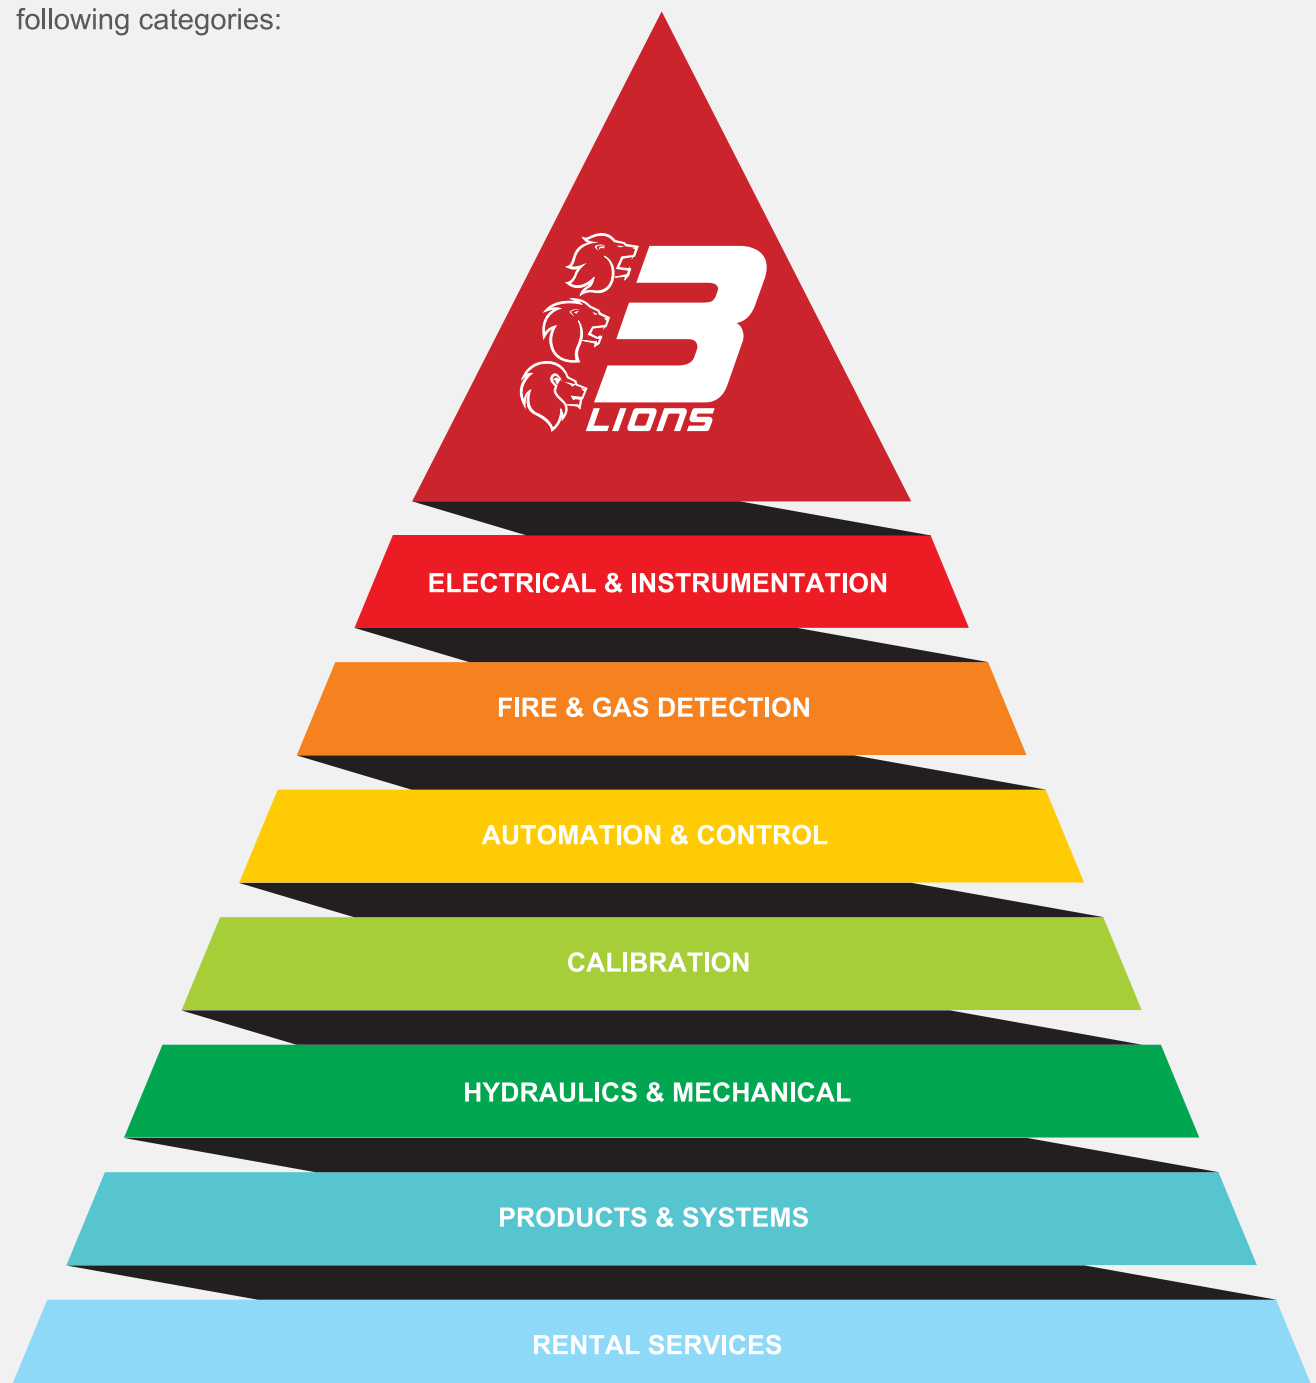 following categories:
3
LIONS
ELECTRICAL & INSTRUMENTATION
FIRE & GAS DETECTION
AUTOMATION & CONTROL
CALIBRATION
HYDRAULICS & MECHANICAL
PRODUCTS & SYSTEMS
RENTAL SERVICES